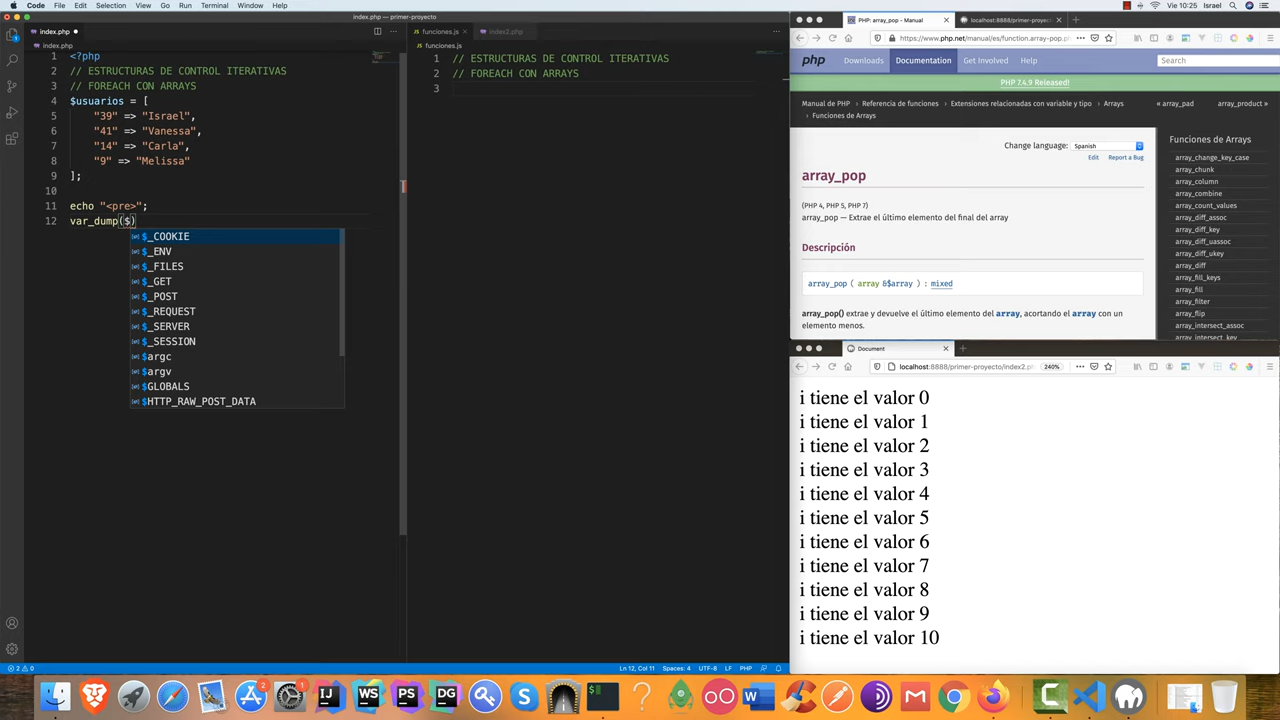 Code File Edit Selection View Go Run Terminal Window Help
Vie 10:25 Israel
index.php — primer-proyecto
index.php
index.php
1 <?php
2 // ESTRUCTURAS DE CONTROL ITERATIVAS
3 // FOREACH CON ARRAYS
4 $usuarios = [
5 "39" => "Israel",
6 "41" => "Vanessa",
7 "14" => "Carla",
8 "9" => "Melissa"
9 ];
10
11 echo "<pre>";
12 var_dump($)
$_COOKIE
$_ENV
$_FILES
$_GET
$_POST
$_REQUEST
$_SERVER
$_SESSION
$argc
$argv
$GLOBALS
$HTTP_RAW_POST_DATA
funciones.js index2.php
funciones.js
1 // ESTRUCTURAS DE CONTROL ITERATIVAS
2 // FOREACH CON ARRAYS
3
2 0
Ln 12, Col 11 Spaces: 4 UTF-8 LF PHP
PHP: array_pop - Manual localhost:8888/primer-proyecto
https://www.php.net/manual/es/function.array-pop.p
php Downloads Documentation Get Involved Help Search
PHP 7.4.9 Released!
Manual de PHP › Referencia de funciones › Extensiones relacionadas con variable y tipo › Arrays
› Funciones de Arrays
« array_pad array_product »
Change language: Spanish
Edit Report a Bug
array_pop
(PHP 4, PHP 5, PHP 7)
array_pop — Extrae el último elemento del final del array
Descripción
array_pop ( array &$array ) : mixed
array_pop() extrae y devuelve el último elemento del array, acortando el array con un
elemento menos.
Funciones de Arrays
array_change_key_case
array_chunk
array_column
array_combine
array_count_values
array_diff_assoc
array_diff_key
array_diff_uassoc
array_diff_ukey
array_diff
array_fill_keys
array_fill
array_filter
array_flip
array_intersect_assoc
array_intersect_key
Document
localhost:8888/primer-proyecto/index2.ph 240%
i tiene el valor 0
i tiene el valor 1
i tiene el valor 2
i tiene el valor 3
i tiene el valor 4
i tiene el valor 5
i tiene el valor 6
i tiene el valor 7
i tiene el valor 8
i tiene el valor 9
i tiene el valor 10